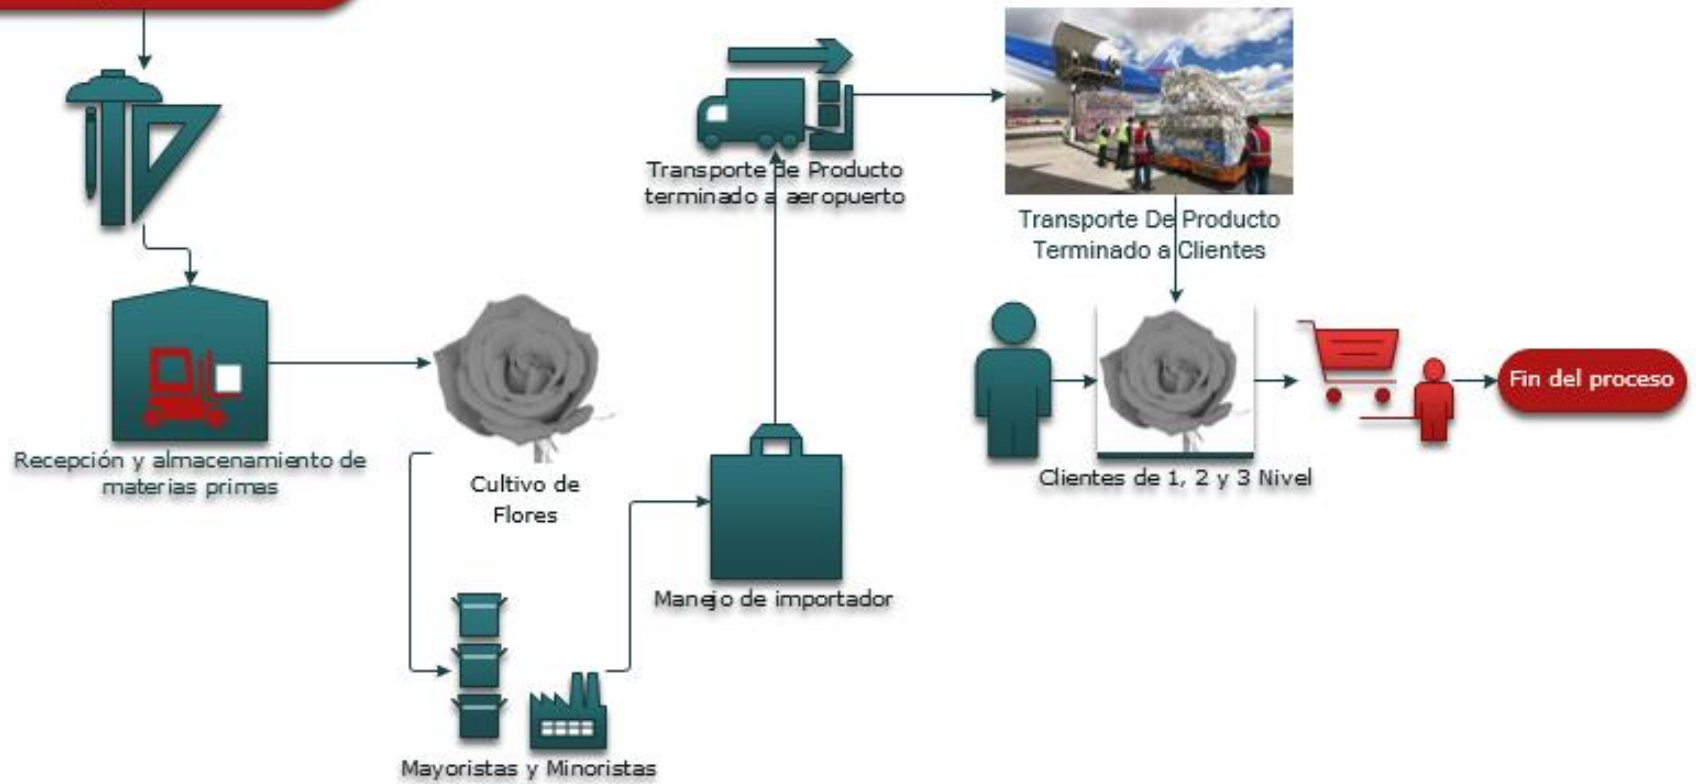 Transporte de Producto
terminado a aeropuerto
Transporte De Producto
Terminado a Clientes
Fin del proceso
Recepción y almacenamiento de
materias primas
Cultivo de
Flores
Clientes de 1, 2 y 3 Nivel
Manejo de importador
Mayoristas y Minoristas